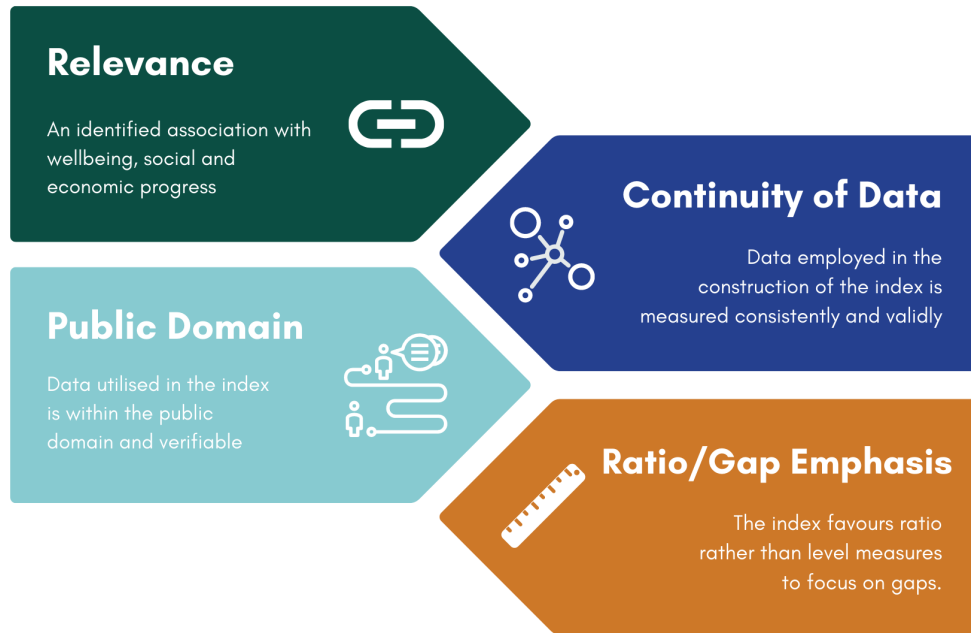 Relevance
An identified association with
wellbeing, social and
economic progress
Continuity of Data
Data employed in the
construction of the index is
measured consistently and validly
Public Domain
Data utilised in the index
is within the public
domain and verifiable
Ratio/Gap Emphasis
The index favours ratio
rather than level measures
to focus on gaps.